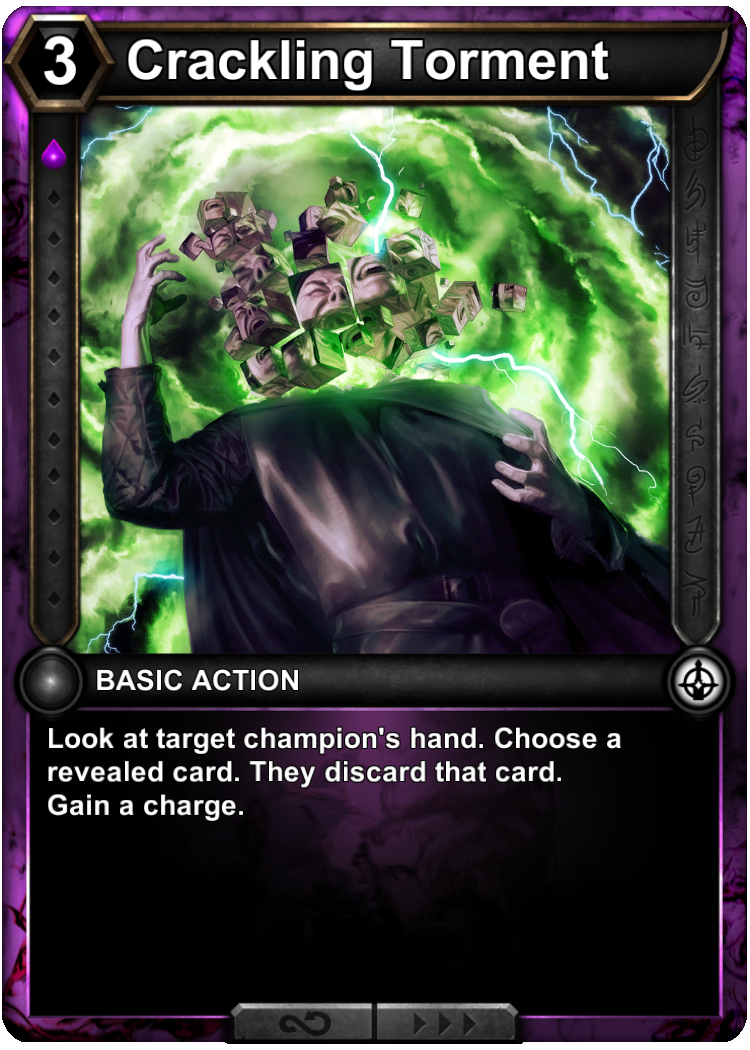 3
Crackling Torment
BASIC ACTION
Look at target champion's hand. Choose a
revealed card. They discard that card.
Gain a charge.